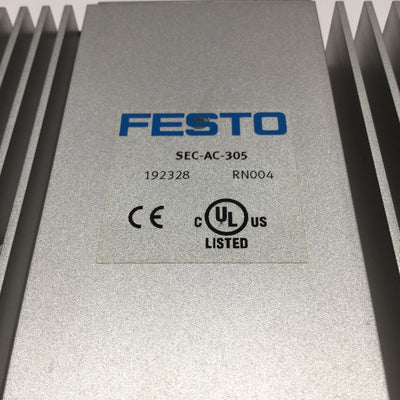 FESTO
SEC-AC-305
192328 RN004
CE C UL US
LISTED